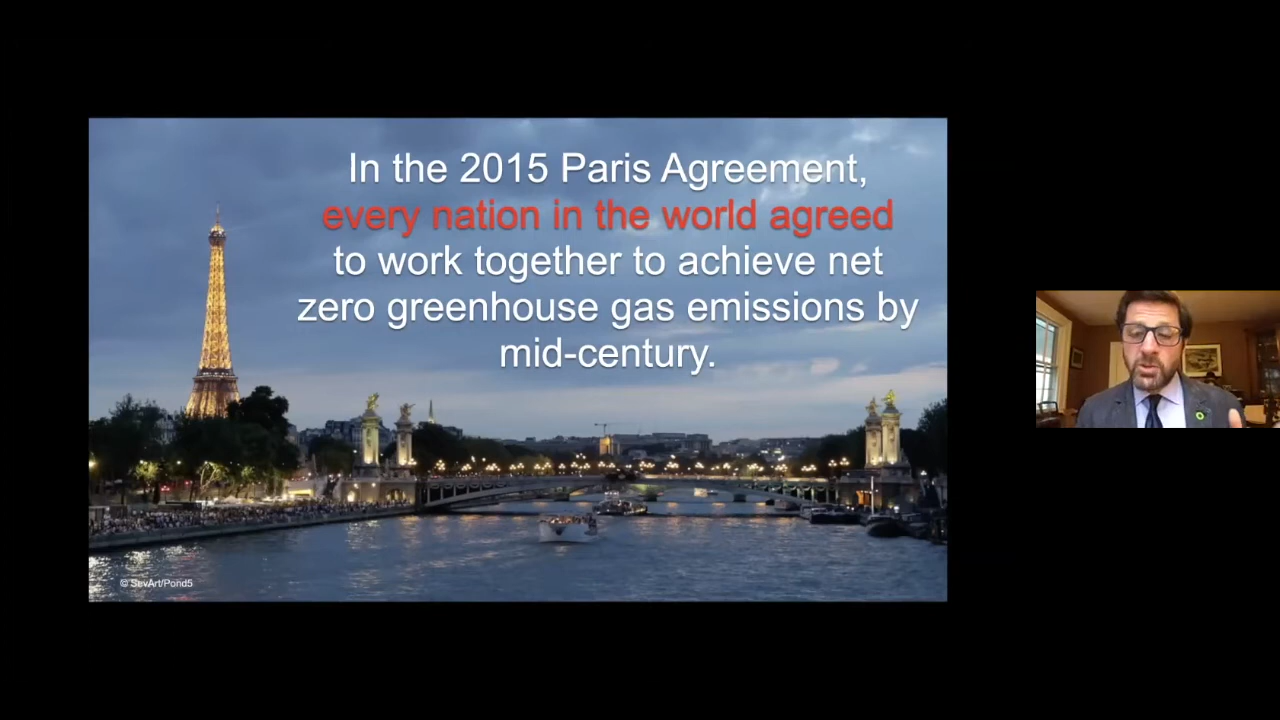 In the 2015 Paris Agreement,
every nation in the world agreed
to work together to achieve net
zero greenhouse gas emissions by
mid-century.
© SevArt/Pond5